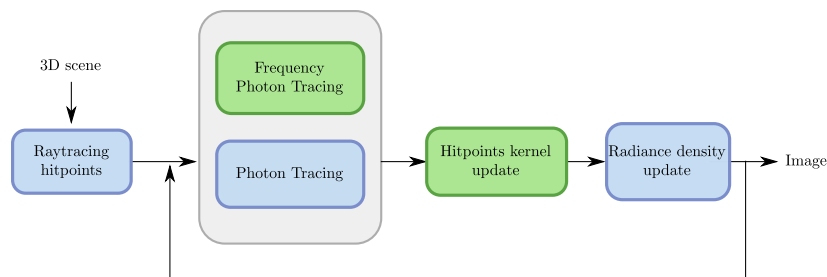 3D scene
Raytracing
hitpoints
Frequency
Photon Tracing
Photon Tracing
Hitpoints kernel
update
Radiance density
update
Image